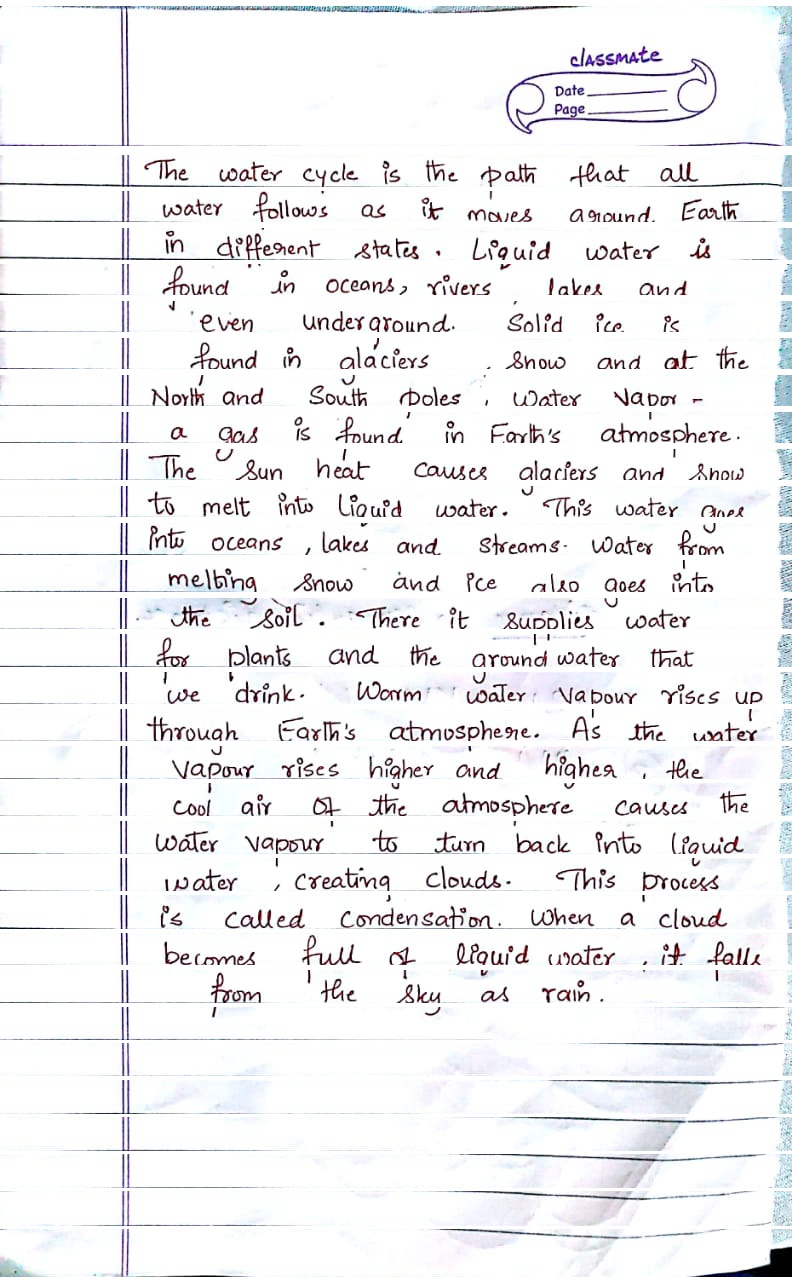 classmate
Date
Page
The water cycle is the path that all
water follows as it moves around. Earth
in different states. Liquid water is
found in oceans, rivers lakes and
even underground. Solid ice is
found in glaciers , snow and at the
North and South poles , Water Vapor -
a gas is found in Earth's atmosphere.
The Sun heat causes glaciers and snow
to melt into liquid water. This water goes
into oceans , lakes and streams. Water from
melting snow and ice also goes into
the soil. There it supplies water
for plants and the ground water that
we drink. Warm water vapour rises up
through Earth's atmosphere. As the water
vapour rises higher and higher , the
cool air of the atmosphere causes the
water vapour to turn back into liquid
water , creating clouds. This process
is called condensation. When a cloud
becomes full of liquid water , it falls
from the sky as rain.